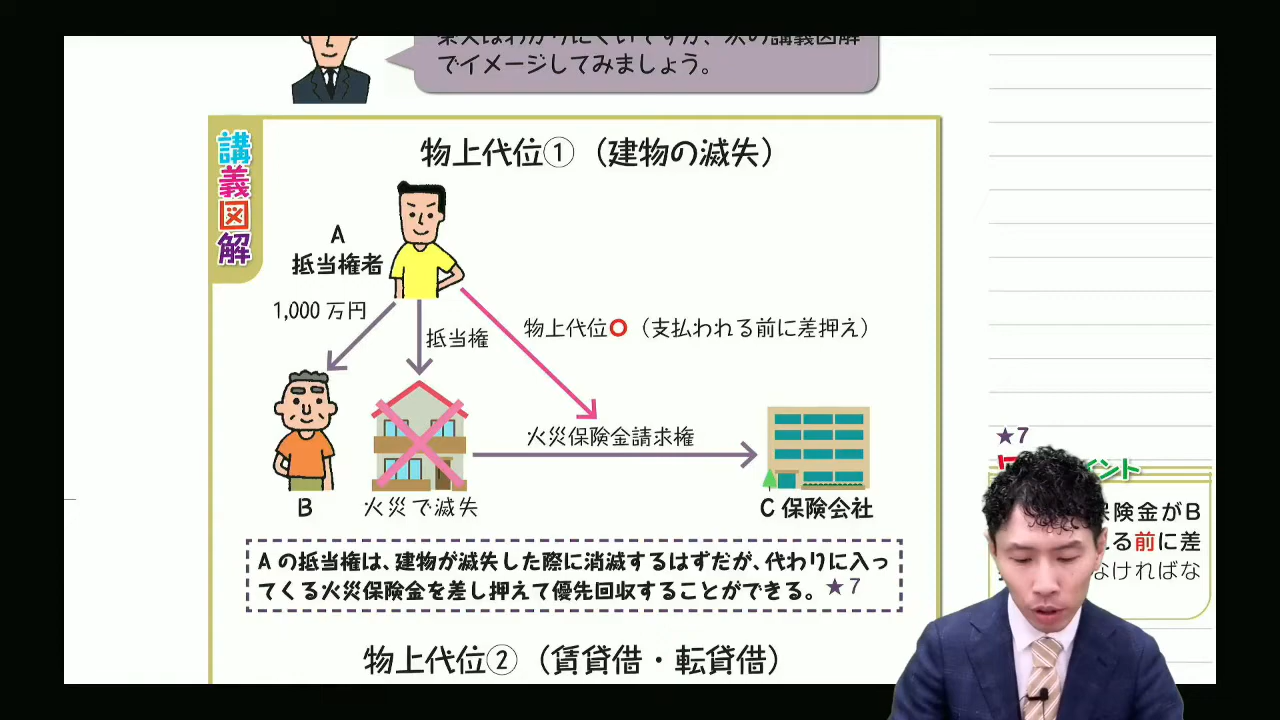 でイメージしてみましょう。
講義図解
物上代位①（建物の滅失）
A
抵当権者
1,000 万円
抵当権
物上代位○（支払われる前に差押え）
火災保険金請求権
B
火災で滅失
C 保険会社
Aの抵当権は、建物が滅失した際に消滅するはずだが、代わりに入っ
てくる火災保険金を差し押えて優先回収することができる。★7
物上代位②（賃貸借・転貸借）
★7
イント
保険金がB
る前に差
なければな